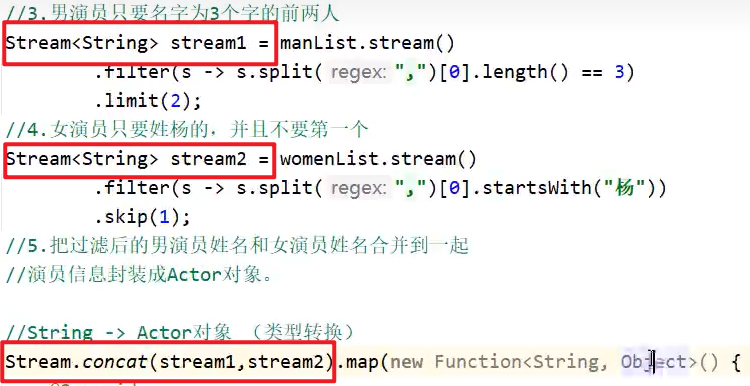 //3.男演员只要名字为3个字的前两人
Stream<String> stream1 = manList.stream()
.filter(s -> s.split( regex: ",")[0].length() == 3)
.limit(2);
//4.女演员只要姓杨的，并且不要第一个
Stream<String> stream2 = womenList.stream()
.filter(s -> s.split( regex: ",")[0].startsWith("杨"))
.skip(1);
//5.把过滤后的男演员姓名和女演员姓名合并到一起
//演员信息封装成Actor对象。
//String -> Actor对象 （类型转换）
Stream.concat(stream1,stream2).map(new Function<String, Object>() {